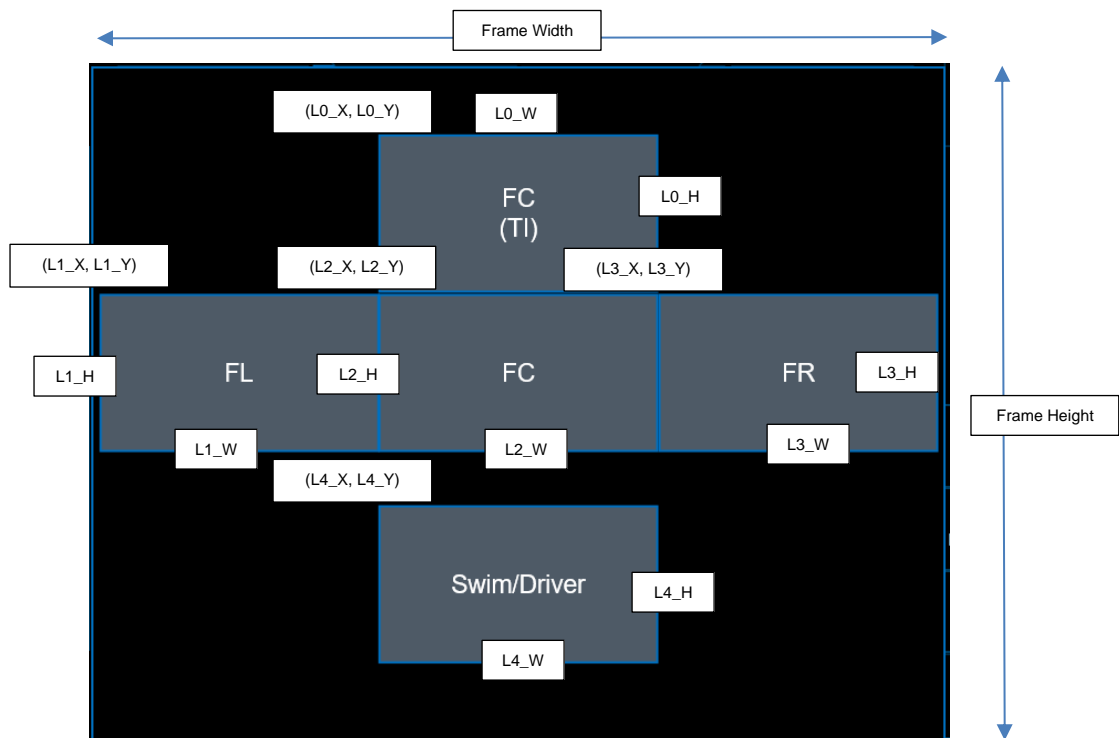 Frame Width
(L0_X, L0_Y)
L0_W
FC
(TI)
L0_H
(L1_X, L1_Y)
(L2_X, L2_Y)
(L3_X, L3_Y)
L1_H
FL
L2_H
FC
FR
L3_H
Frame Height
L1_W
L2_W
L3_W
(L4_X, L4_Y)
Swim/Driver
L4_H
L4_W